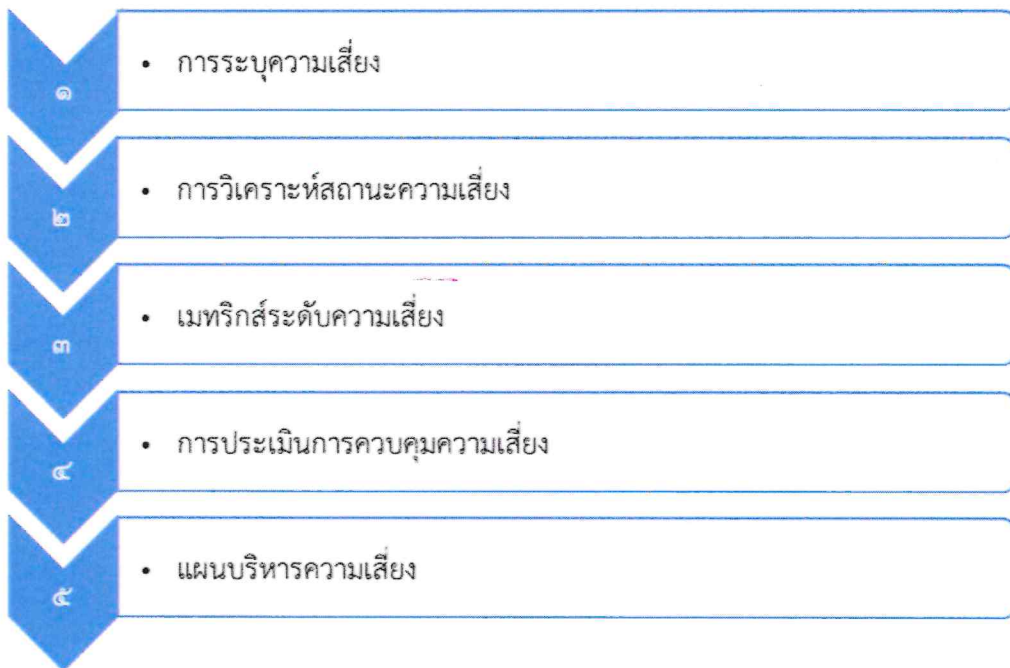 ๑
• การระบุความเสี่ยง
๒
• การวิเคราะห์สถานะความเสี่ยง
๓
• เมทริกส์ระดับความเสี่ยง
๔
• การประเมินการควบคุมความเสี่ยง
๕
• แผนบริหารความเสี่ยง